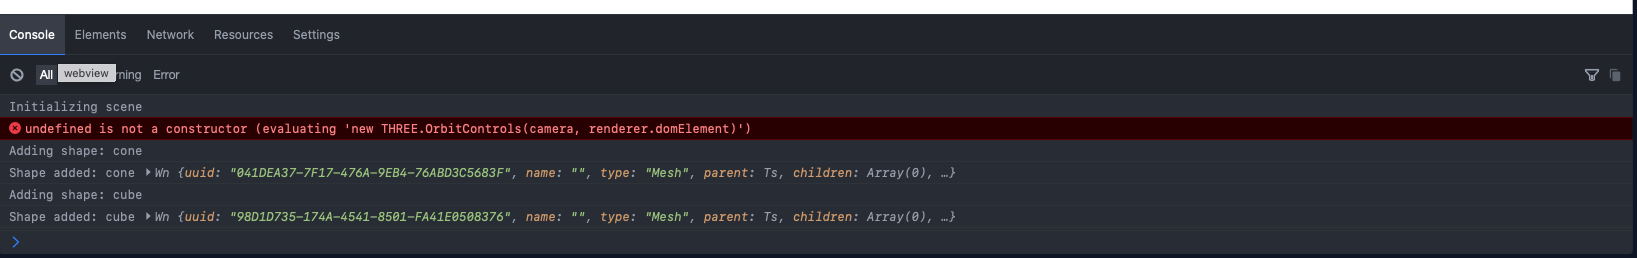 Console Elements Network Resources Settings
All webview rning Error
Initializing scene
undefined is not a constructor (evaluating 'new THREE.OrbitControls(camera, renderer.domElement)')
Adding shape: cone
Shape added: cone Wn {uuid: "041DEA37-7F17-476A-9EB4-76ABD3C5683F", name: "", type: "Mesh", parent: Ts, children: Array(0), …}
Adding shape: cube
Shape added: cube Wn {uuid: "98D1D735-174A-4541-8501-FA41E0508376", name: "", type: "Mesh", parent: Ts, children: Array(0), …}